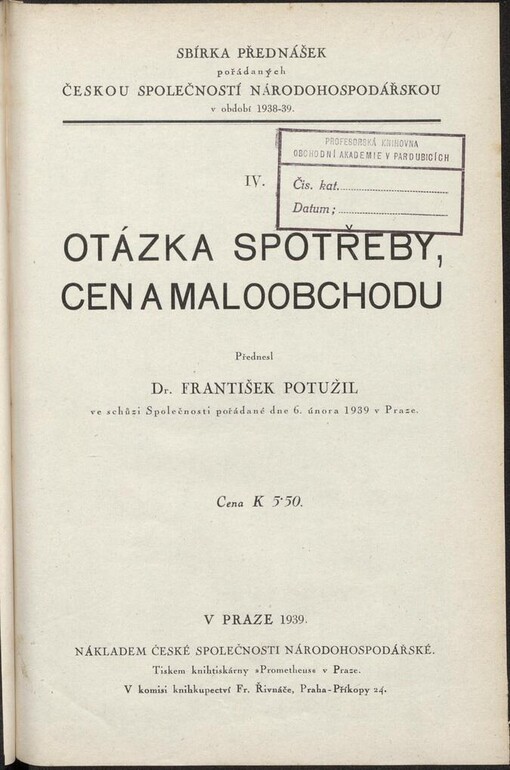 SBÍRKA PŘEDNÁŠEK
pořádaných
ČESKOU SPOLEČNOSTÍ NÁRODOHOSPODÁŘSKOU
v období 1938-39.
PROFESORSKÁ KNIHOVNA
OBCHODNÍ AKADEMIE V PARDUBICÍCH
Čís. kat.
Datum;
IV.
OTÁZKA SPOTŘEBY,
CEN A MALOOBCHODU
Přednesl
Dr. FRANTIŠEK POTUŽIL
ve schůzi Společnosti pořádané dne 6. února 1939 v Praze.
Cena K 5·50.
V PRAZE 1939.
NÁKLADEM ČESKÉ SPOLEČNOSTI NÁRODOHOSPODÁŘSKÉ.
Tiskem knihtiskárny »Prometheus« v Praze.
V komisi knihkupectví Fr. Řivnáče, Praha-Příkopy 24.